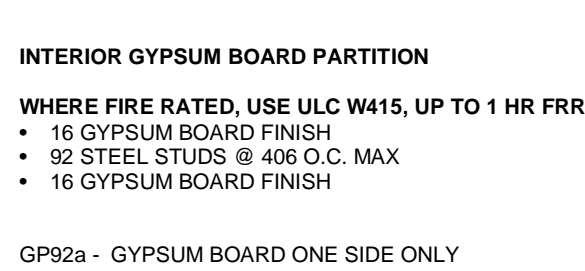 INTERIOR GYPSUM BOARD PARTITION
WHERE FIRE RATED, USE ULC W415, UP TO 1 HR FRR
• 16 GYPSUM BOARD FINISH
• 92 STEEL STUDS @ 406 O.C. MAX
• 16 GYPSUM BOARD FINISH
GP92a - GYPSUM BOARD ONE SIDE ONLY